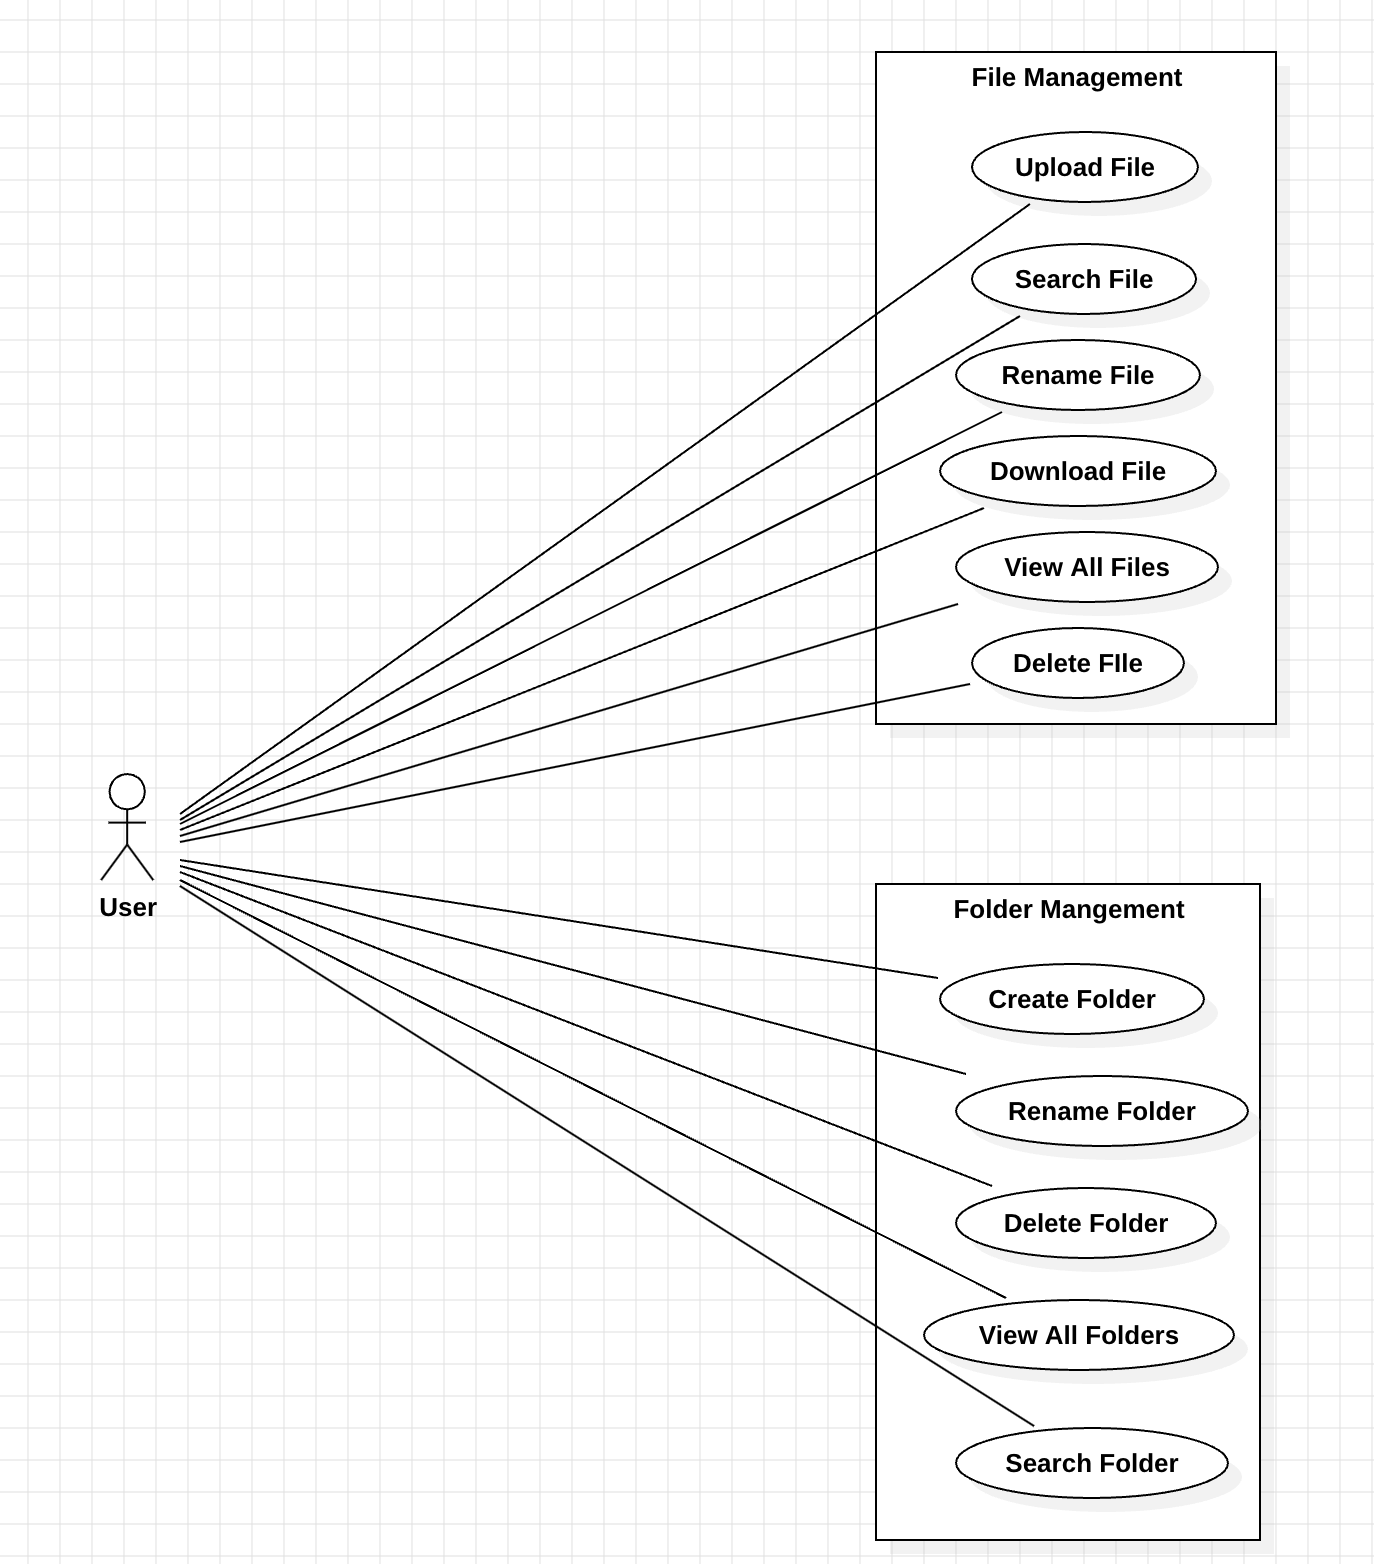 File Management
Upload File
Search File
Rename File
Download File
View All Files
Delete FIle
User
Folder Mangement
Create Folder
Rename Folder
Delete Folder
View All Folders
Search Folder